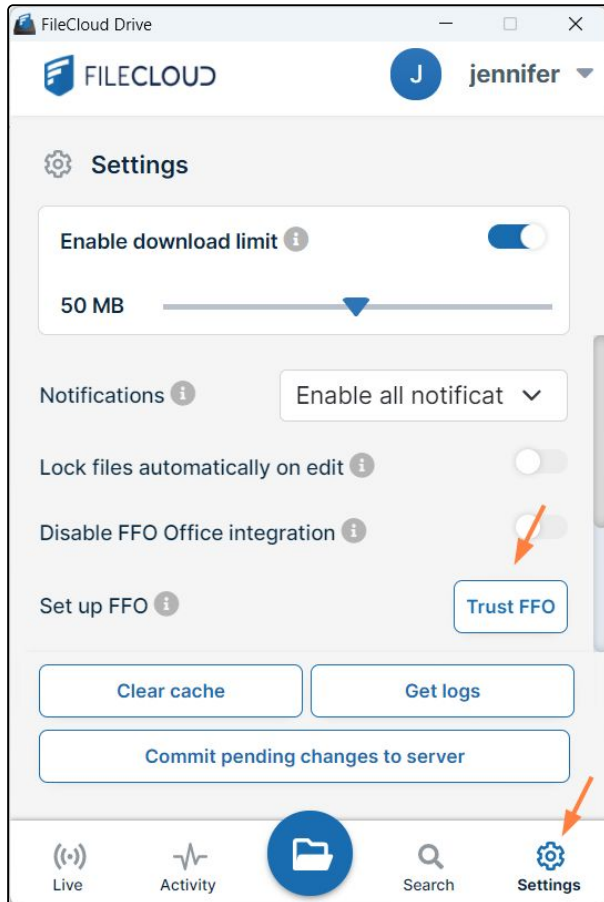 FileCloud Drive
FILECLOUD
J
jennifer
Settings
Enable download limit
50 MB
Notifications
Enable all notificat
Lock files automatically on edit
Disable FFO Office integration
Set up FFO
Trust FFO
Clear cache
Get logs
Commit pending changes to server
Live
Activity
Search
Settings